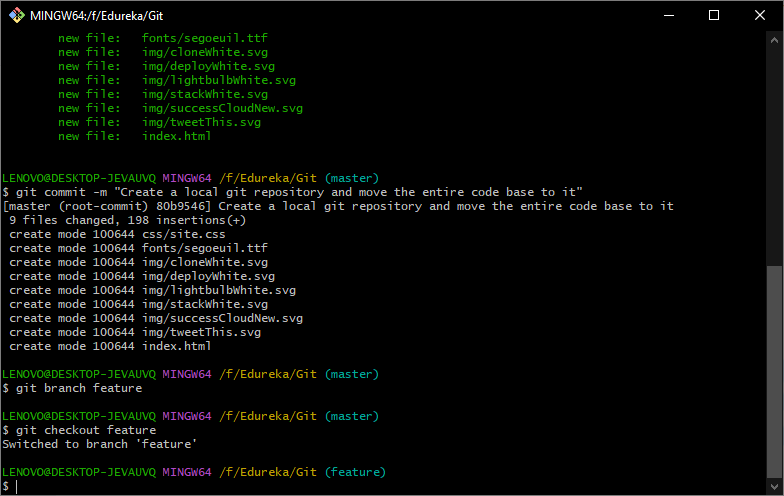 MINGW64:/f/Edureka/Git
new file:   fonts/segoeuil.ttf
new file:   img/cloneWhite.svg
new file:   img/deployWhite.svg
new file:   img/lightbulbWhite.svg
new file:   img/stackWhite.svg
new file:   img/successCloudNew.svg
new file:   img/tweetThis.svg
new file:   index.html
LENOVO@DESKTOP-JEVAUVQ MINGW64 /f/Edureka/Git (master)
$ git commit -m "Create a local git repository and move the entire code base to it"
[master (root-commit) 80b9546] Create a local git repository and move the entire code base to it
9 files changed, 198 insertions(+)
create mode 100644 css/site.css
create mode 100644 fonts/segoeuil.ttf
create mode 100644 img/cloneWhite.svg
create mode 100644 img/deployWhite.svg
create mode 100644 img/lightbulbWhite.svg
create mode 100644 img/stackWhite.svg
create mode 100644 img/successCloudNew.svg
create mode 100644 img/tweetThis.svg
create mode 100644 index.html
LENOVO@DESKTOP-JEVAUVQ MINGW64 /f/Edureka/Git (master)
$ git branch feature
LENOVO@DESKTOP-JEVAUVQ MINGW64 /f/Edureka/Git (master)
$ git checkout feature
Switched to branch 'feature'
LENOVO@DESKTOP-JEVAUVQ MINGW64 /f/Edureka/Git (feature)
$